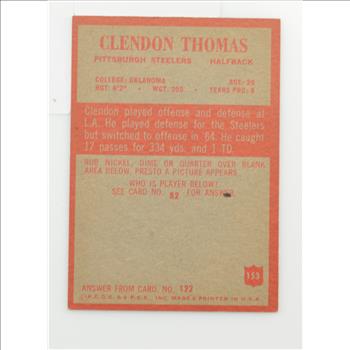 CLENDON THOMAS
PITTSBURGH STEELERS HALFBACK
COLLEGE: OKLAHOMA AGE:
HGT: 6'2" - WGT: YEARS PRO:
Clendon played offense and defense at
L.A. He played defense for the Steelers
but switched to offense in '64. He caught
17 passes for 334 yds. and 1 TD.
RUB NICKEL, DIME OR QUARTER OVER BLANK
AREA BELOW. PRESTO A PICTURE APPEARS
WHO IS PLAYER BELOW?
SEE CARD NO. 82 FOR ANSWER
153
ANSWER FROM CARD NO. 122
MADE & PRINTED IN U.S.A.